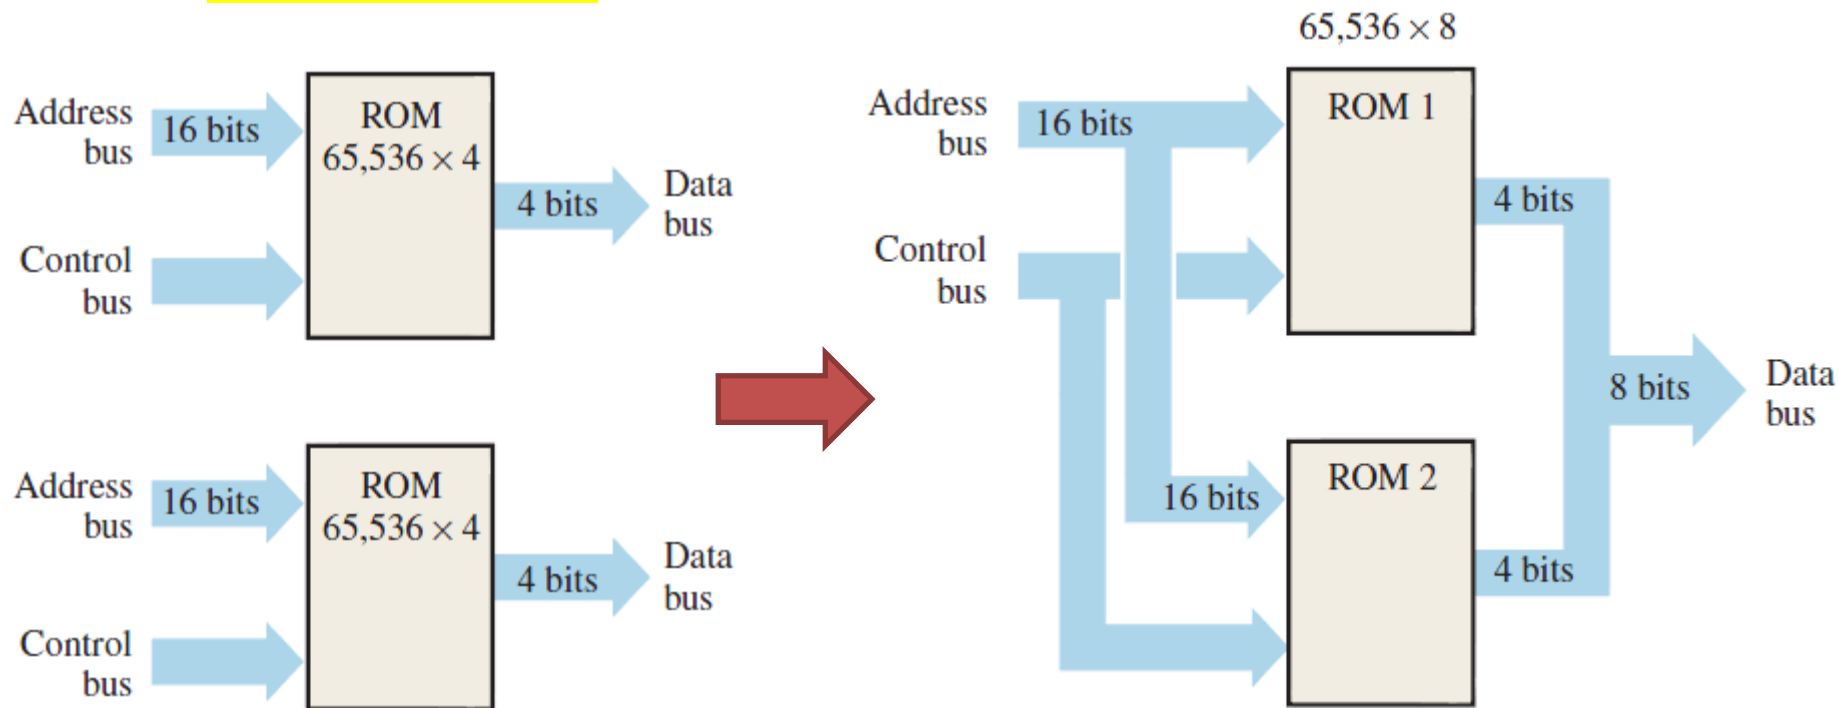 Address
bus
16 bits
ROM
65,536 × 4
4 bits
Data
bus
Control
bus
Address
bus
16 bits
ROM
65,536 × 4
4 bits
Data
bus
Control
bus
65,536 × 8
Address
bus
16 bits
ROM 1
4 bits
Control
bus
8 bits
Data
bus
ROM 2
16 bits
4 bits